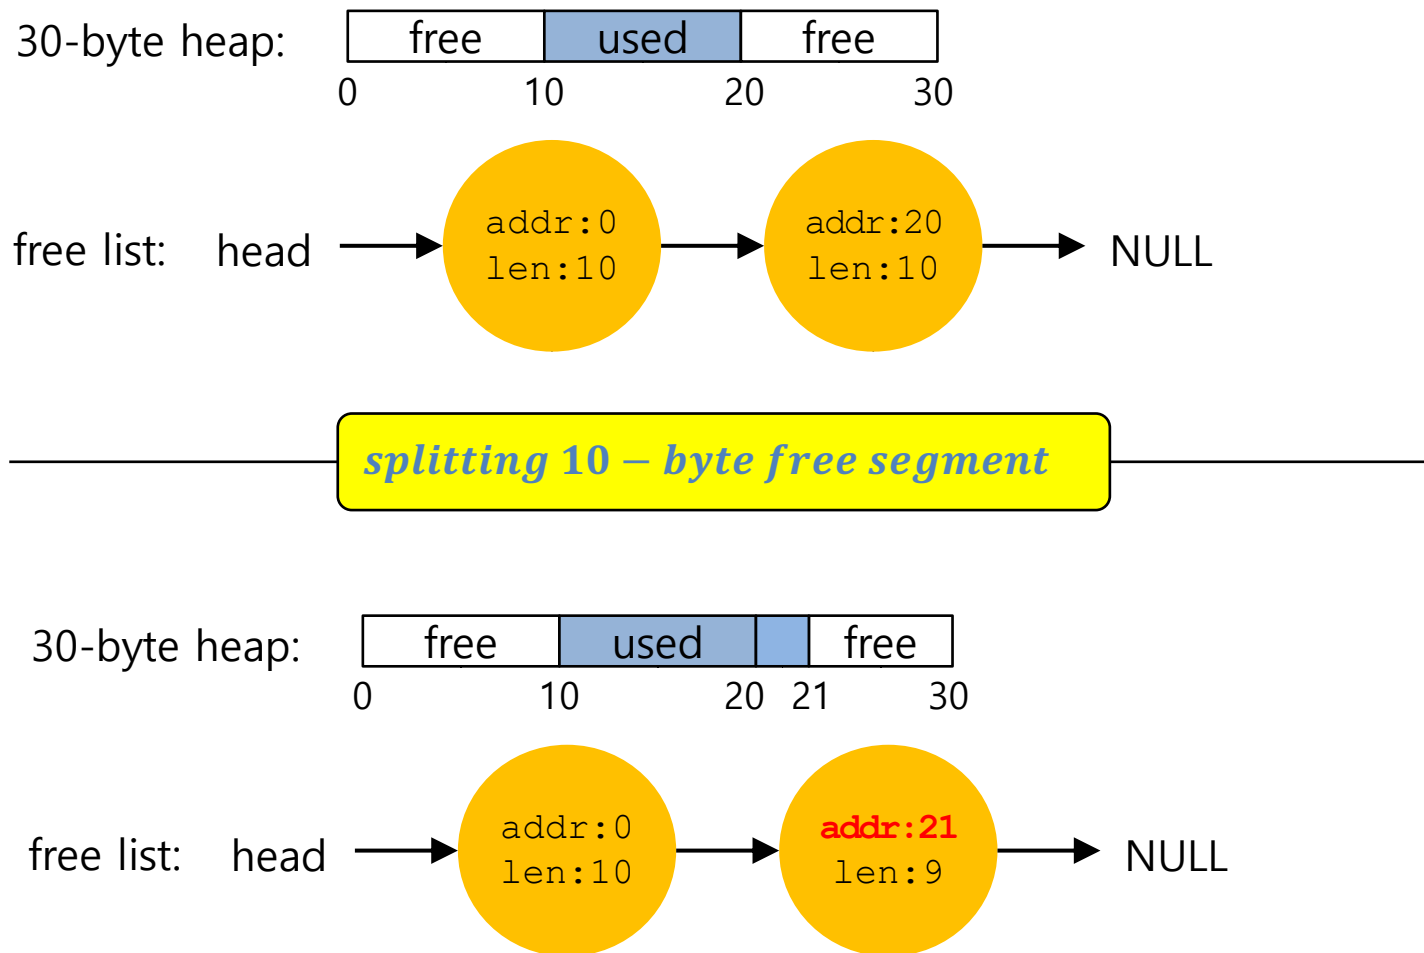 30-byte heap: free used free
0 10 20 30
free list: head addr:0 len:10 addr:20 len:10 NULL
splitting 10 − byte free segment
30-byte heap: free used free
0 10 20 21 30
free list: head addr:0 len:10 addr:21 len:9 NULL